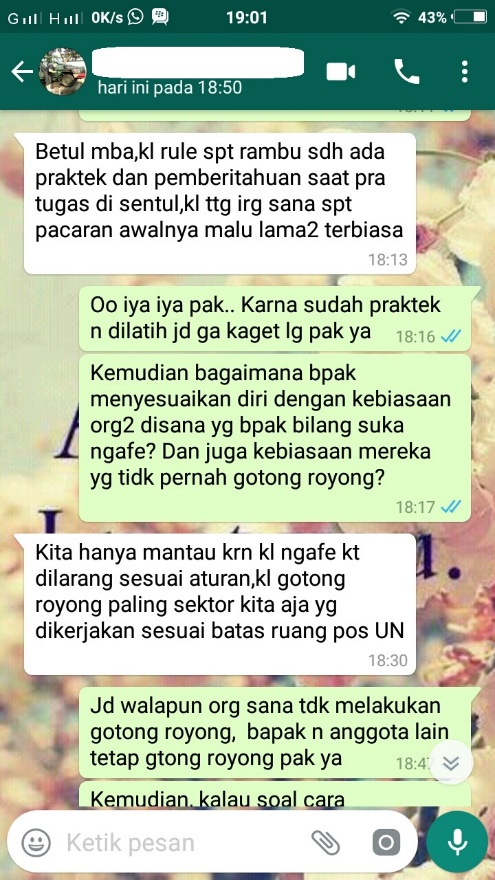 G H 0K/s 19:01 43%
hari ini pada 18:50
Betul mba,kl rule spt rambu sdh ada
praktek dan pemberitahuan saat pra
tugas di sentul,kl ttg irg sana spt
pacaran awalnya malu lama2 terbiasa
18:13
Oo iya iya pak.. Karna sudah praktek
n dilatih jd ga kaget lg pak ya
18:16
Kemudian bagaimana bpak
menyesuaikan diri dengan kebiasaan
org2 disana yg bpak bilang suka
ngafe? Dan juga kebiasaan mereka
yg tidk pernah gotong royong?
18:17
Kita hanya mantau krn kl ngafe kt
dilarang sesuai aturan,kl gotong
royong paling sektor kita aja yg
dikerjakan sesuai batas ruang pos UN
18:30
Jd walapun org sana tdk melakukan
gotong royong, bapak n anggota lain
tetap gtong royong pak ya
18:47
Kemudian, kalau soal cara
Ketik pesan